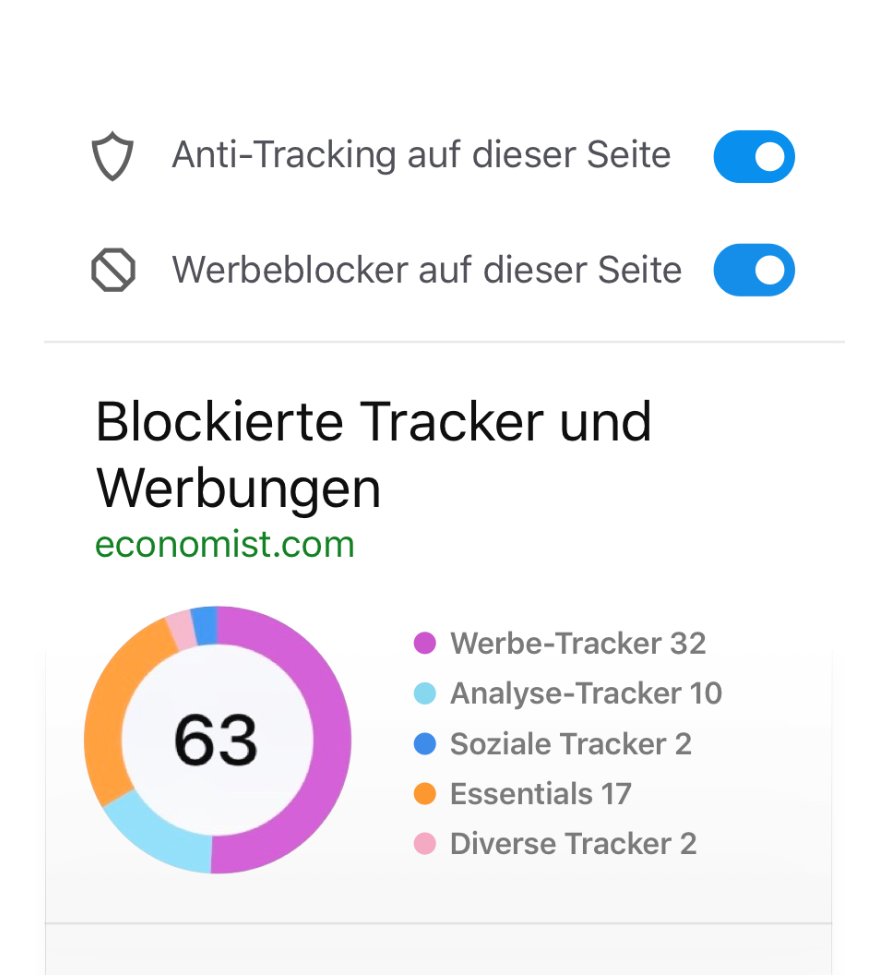 Anti-Tracking auf dieser Seite
Werbeblocker auf dieser Seite
Blockierte Tracker und
Werbungen
economist.com
63
Werbe-Tracker 32
Analyse-Tracker 10
Soziale Tracker 2
Essentials 17
Diverse Tracker 2